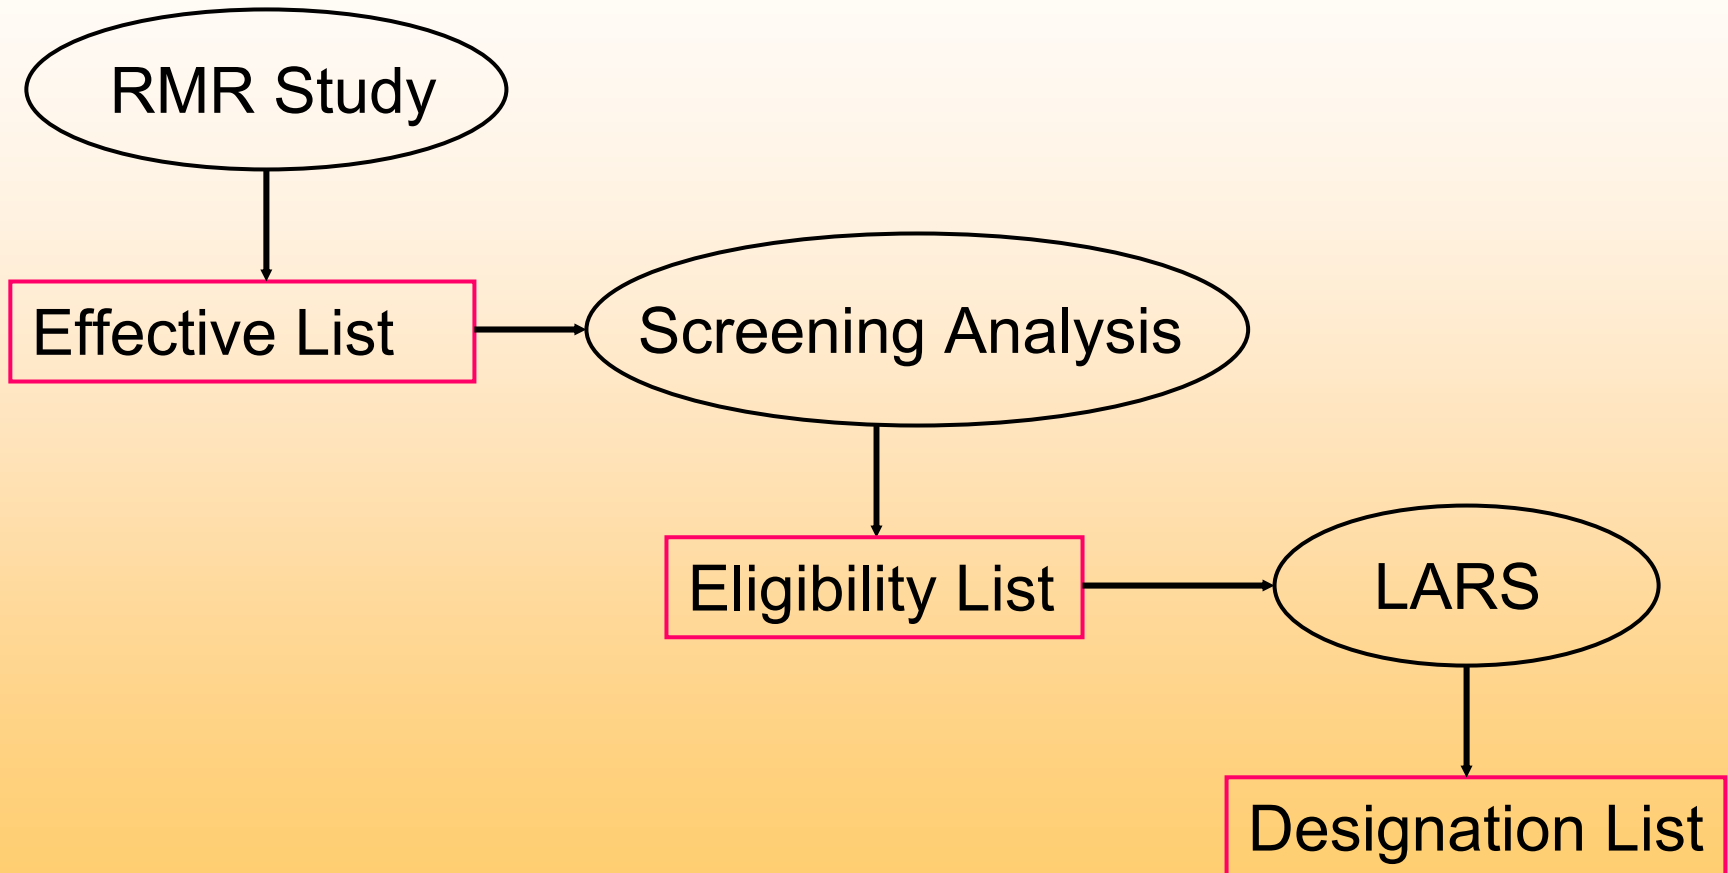 RMR Study
Effective List
Screening Analysis
Eligibility List
LARS
Designation List